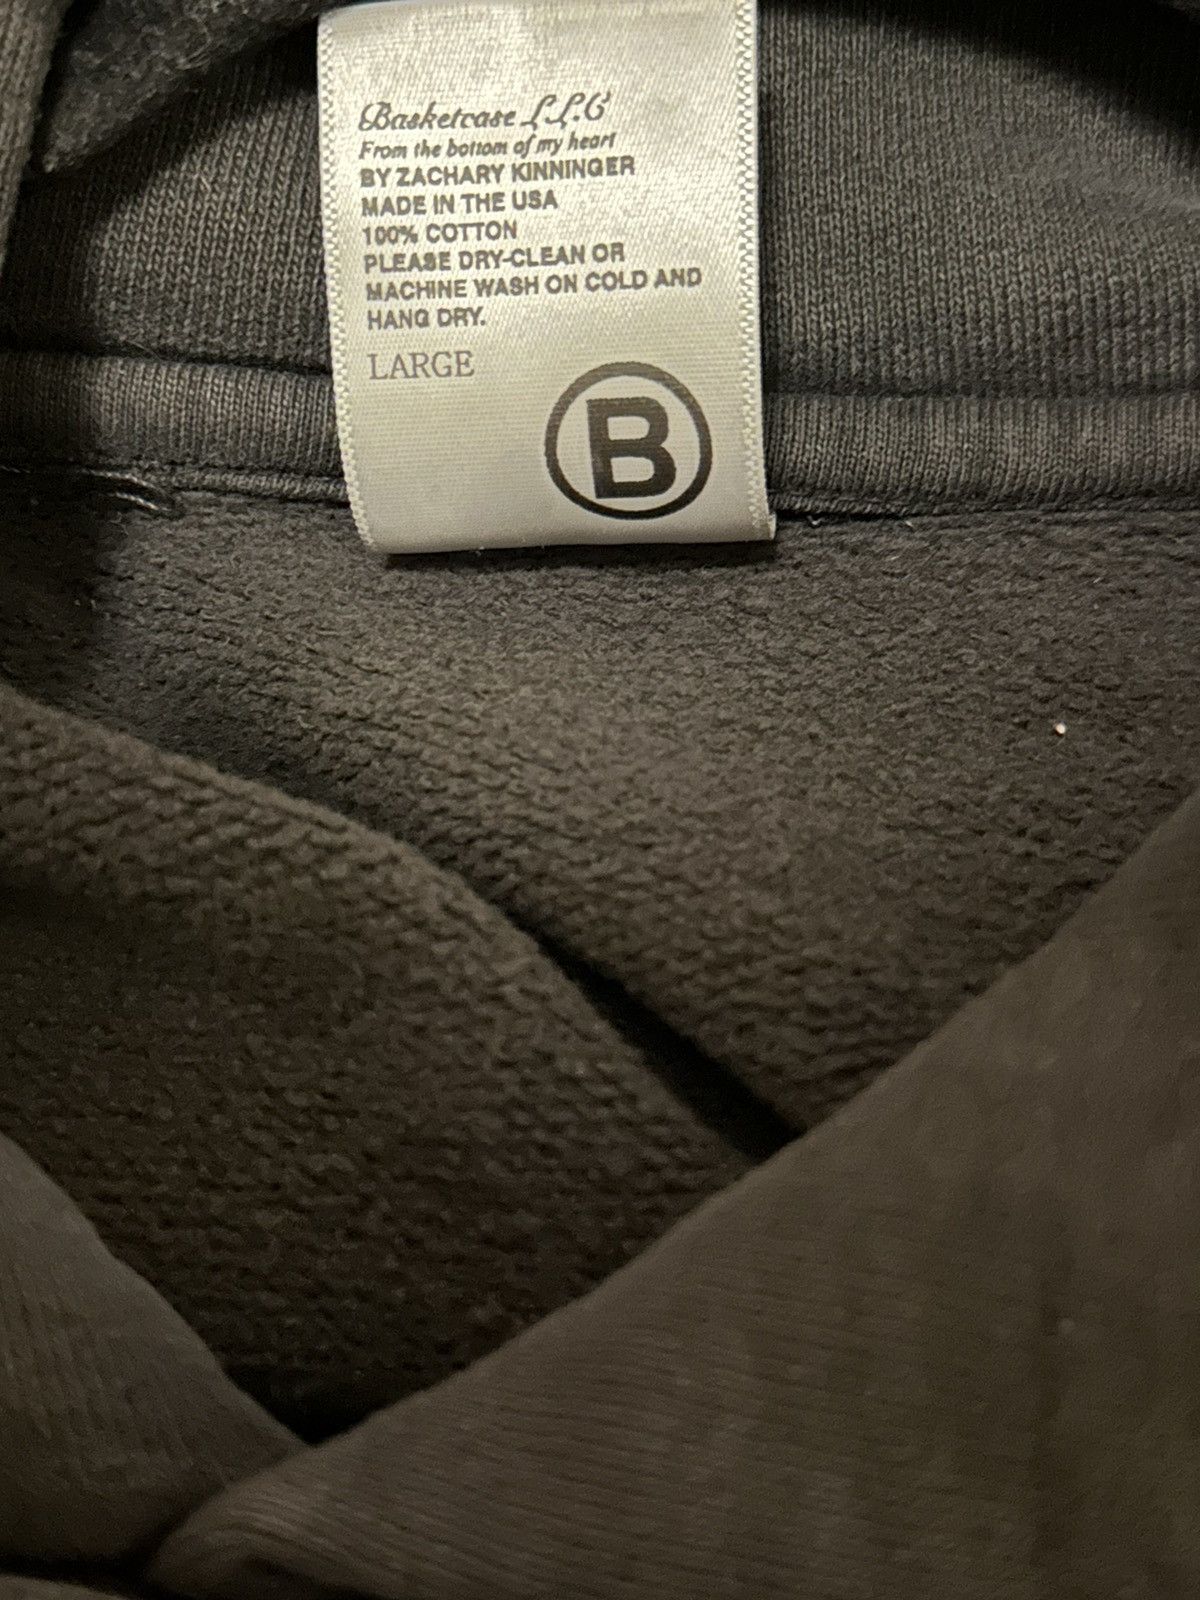 Basketcase LLC
From the bottom of my heart
BY ZACHARY KINNINGER
MADE IN THE USA
100% COTTON
PLEASE DRY-CLEAN OR
MACHINE WASH ON COLD AND
HANG DRY.
LARGE
B